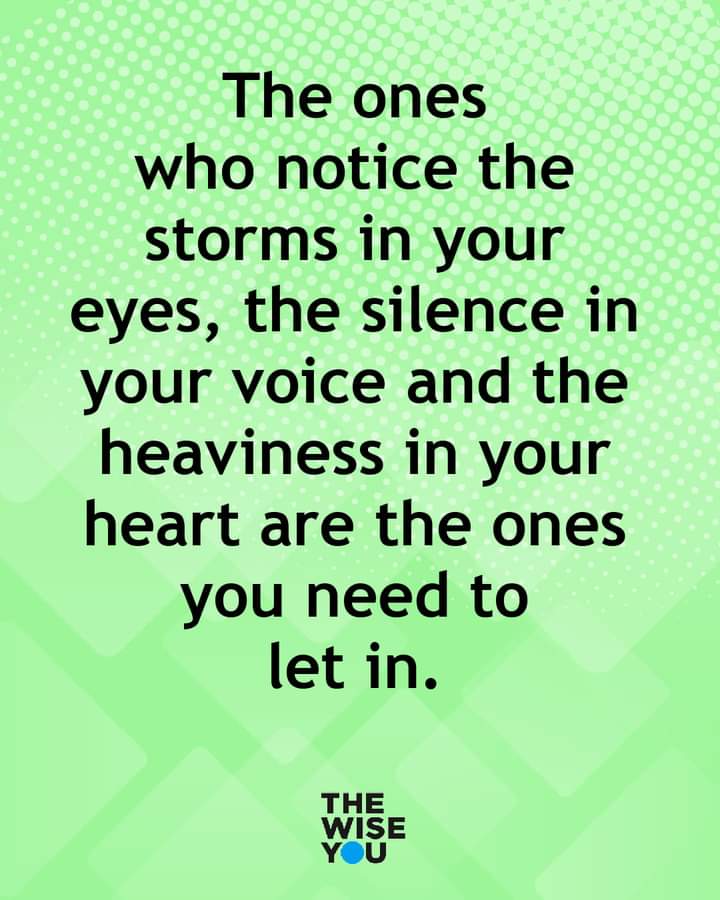 The ones
who notice the
storms in your
eyes, the silence in
your voice and the
heaviness in your
heart are the ones
you need to
let in.
THE
WISE
YOU